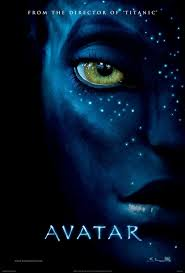 FROM THE DIRECTOR OF 'TITANIC'
AVATAR